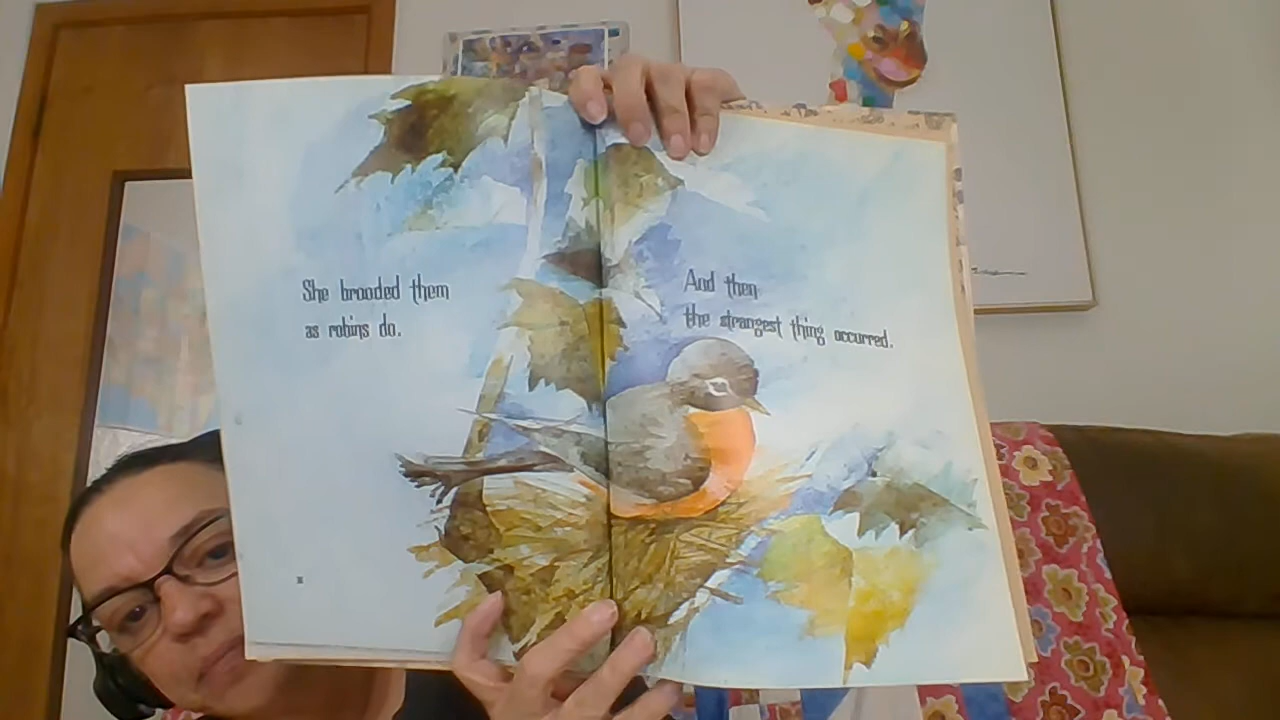 She brooded them
as robins do.
And then
the strangest thing occurred.